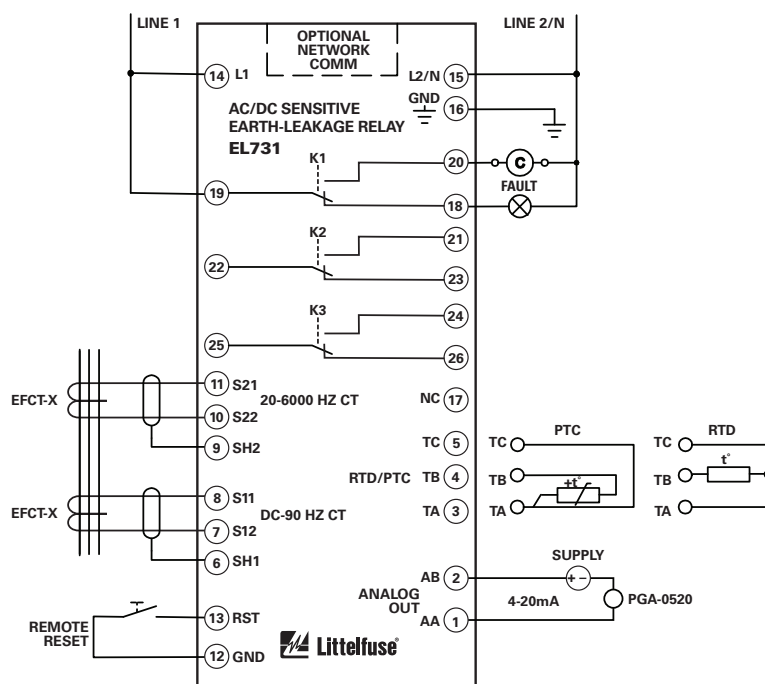 LINE 1
LINE 2/N
OPTIONAL
NETWORK
COMM
14 L1
L2/N 15
GND 16
AC/DC SENSITIVE
EARTH-LEAKAGE RELAY
EL731
K1
20
C
FAULT
19
18
K2
21
22
23
K3
24
25
26
EFCT-X
11 S21
20-6000 HZ CT
10 S22
9 SH2
NC 17
TC 5
RTD/PTC
TB 4
TA 3
TC
PTC
TB
+t°
TA
TC
RTD
TB
t°
TA
EFCT-X
8 S11
DC-90 HZ CT
7 S12
6 SH1
AB 2
SUPPLY
+ −
ANALOG
OUT
4-20mA
PGA-0520
AA 1
REMOTE
RESET
13 RST
12 GND
Littelfuse®